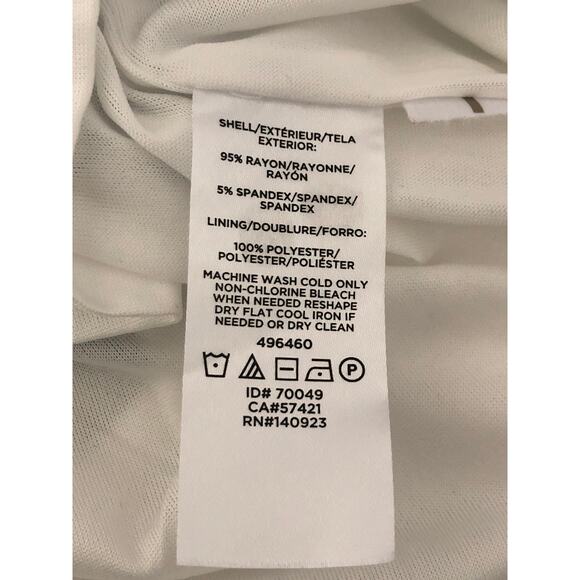 SHELL/EXTÉRIEUR/TELA
EXTERIOR:
95% RAYON/RAYONNE/
RAYÓN
5% SPANDEX/SPANDEX/
SPANDEX
LINING/DOUBLURE/FORRO:
100% POLYESTER/
POLYESTER/POLIÉSTER
MACHINE WASH COLD ONLY
NON-CHLORINE BLEACH
WHEN NEEDED RESHAPE
DRY FLAT COOL IRON IF
NEEDED OR DRY CLEAN
496460
P
ID# 70049
CA#57421
RN#140923